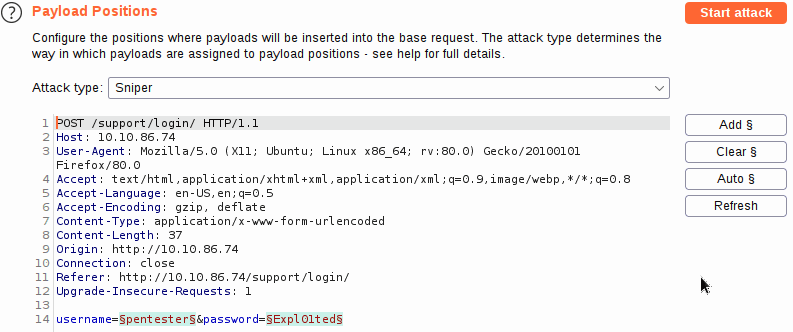 ? Payload Positions Start attack
Configure the positions where payloads will be inserted into the base request. The attack type determines the
way in which payloads are assigned to payload positions - see help for full details.
Attack type: Sniper
1 POST /support/login/ HTTP/1.1
2 Host: 10.10.86.74
3 User-Agent: Mozilla/5.0 (X11; Ubuntu; Linux x86_64; rv:80.0) Gecko/20100101
Firefox/80.0
4 Accept: text/html,application/xhtml+xml,application/xml;q=0.9,image/webp,*/*;q=0.8
5 Accept-Language: en-US,en;q=0.5
6 Accept-Encoding: gzip, deflate
7 Content-Type: application/x-www-form-urlencoded
8 Content-Length: 37
9 Origin: http://10.10.86.74
10 Connection: close
11 Referer: http://10.10.86.74/support/login/
12 Upgrade-Insecure-Requests: 1
13
14 username=§pentester§&password=§Expl01ted§
Add §
Clear §
Auto §
Refresh